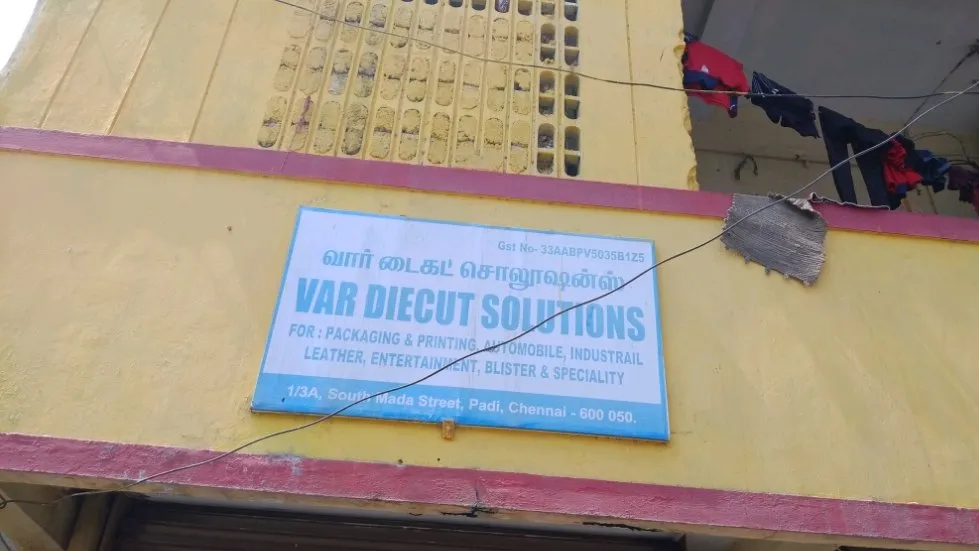 Gst No- 33AABPV5035B1Z5
வார் டைகட் சொலூஷன்ஸ்
VAR DIECUT SOLUTIONS
FOR : PACKAGING & PRINTING, AUTOMOBILE, INDUSTRAIL
LEATHER, ENTERTAINMENT, BLISTER & SPECIALITY
1/3A, South Mada Street, Padi, Chennai - 600 050.